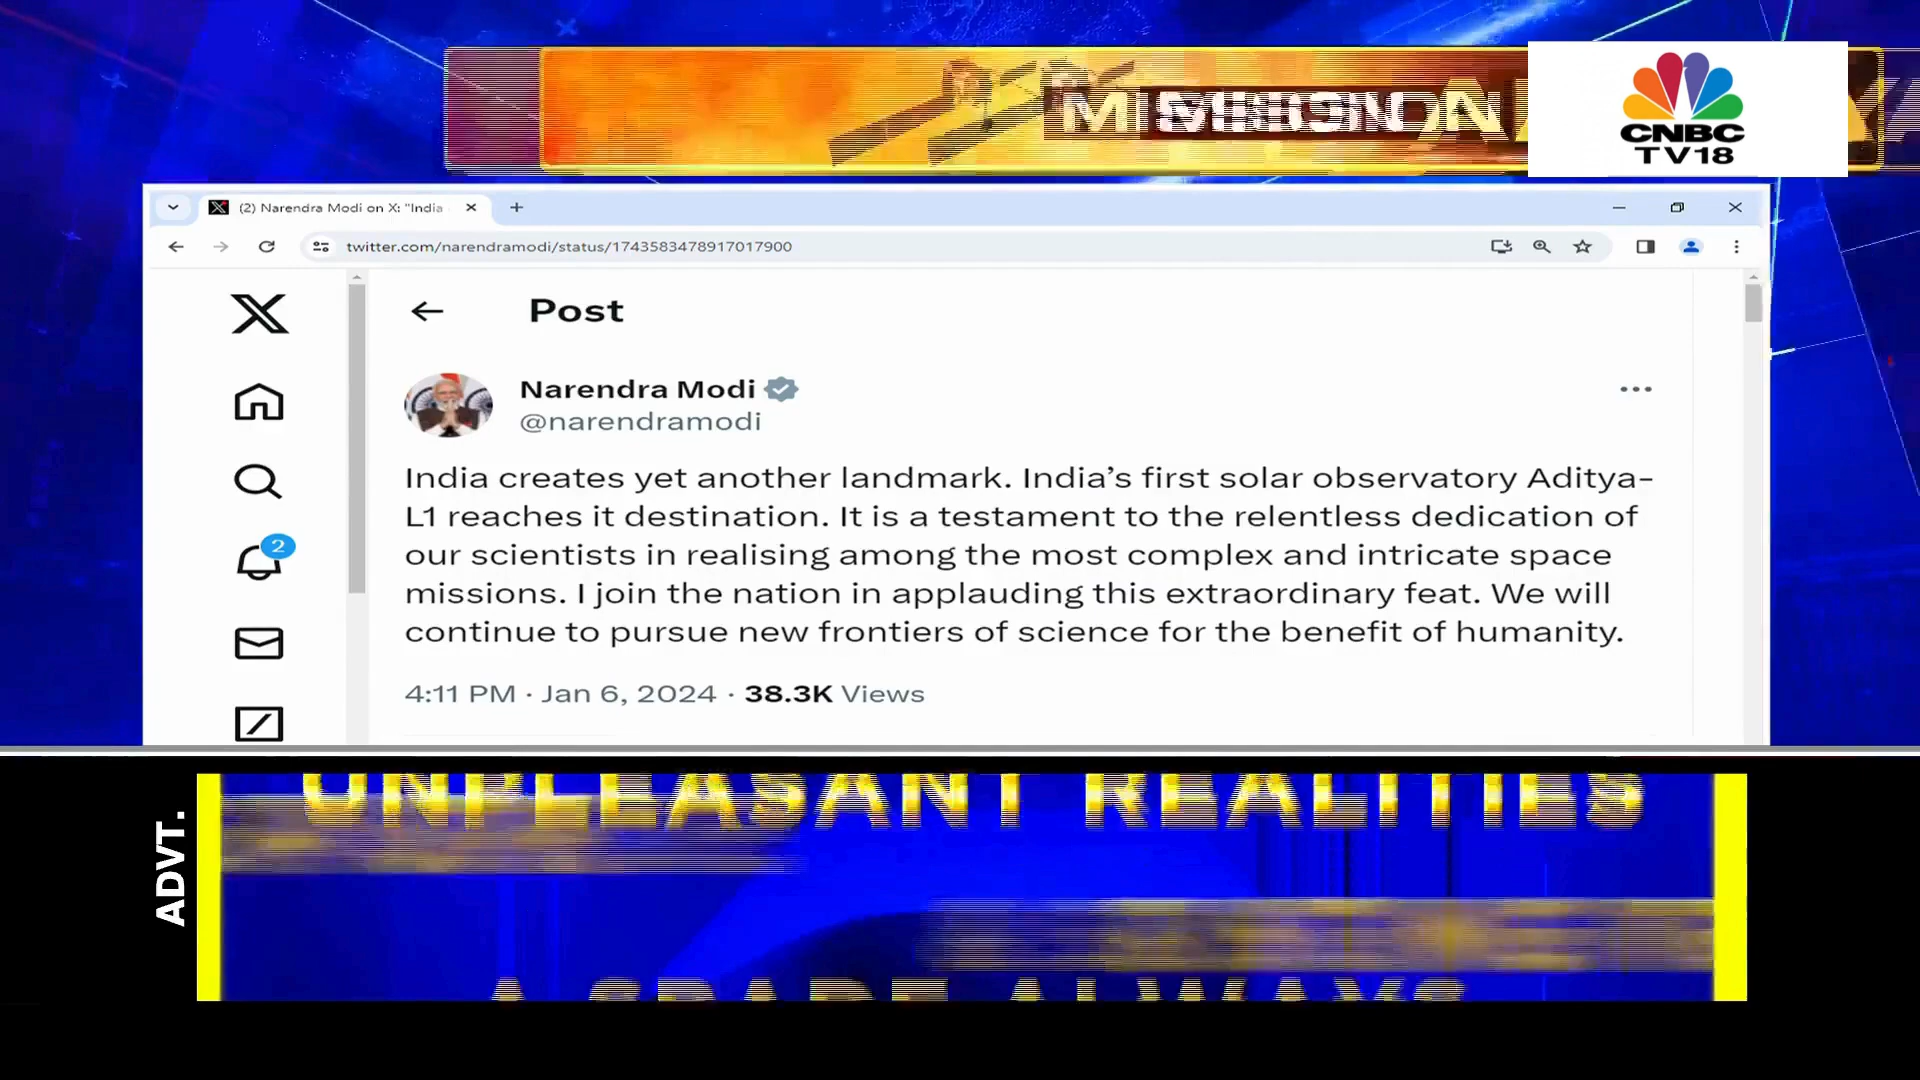 MISSION
CNBC
TV18
(2) Narendra Modi on X: "India
twitter.com/narendramodi/status/1743583478917017900
Post
Narendra Modi
@narendramodi
India creates yet another landmark. India’s first solar observatory Aditya-
L1 reaches it destination. It is a testament to the relentless dedication of
our scientists in realising among the most complex and intricate space
missions. I join the nation in applauding this extraordinary feat. We will
continue to pursue new frontiers of science for the benefit of humanity.
2
4:11 PM · Jan 6, 2024 · 38.3K Views
ADVT.
UNPLEASANT REALITIES
A SPADE ALWAYS